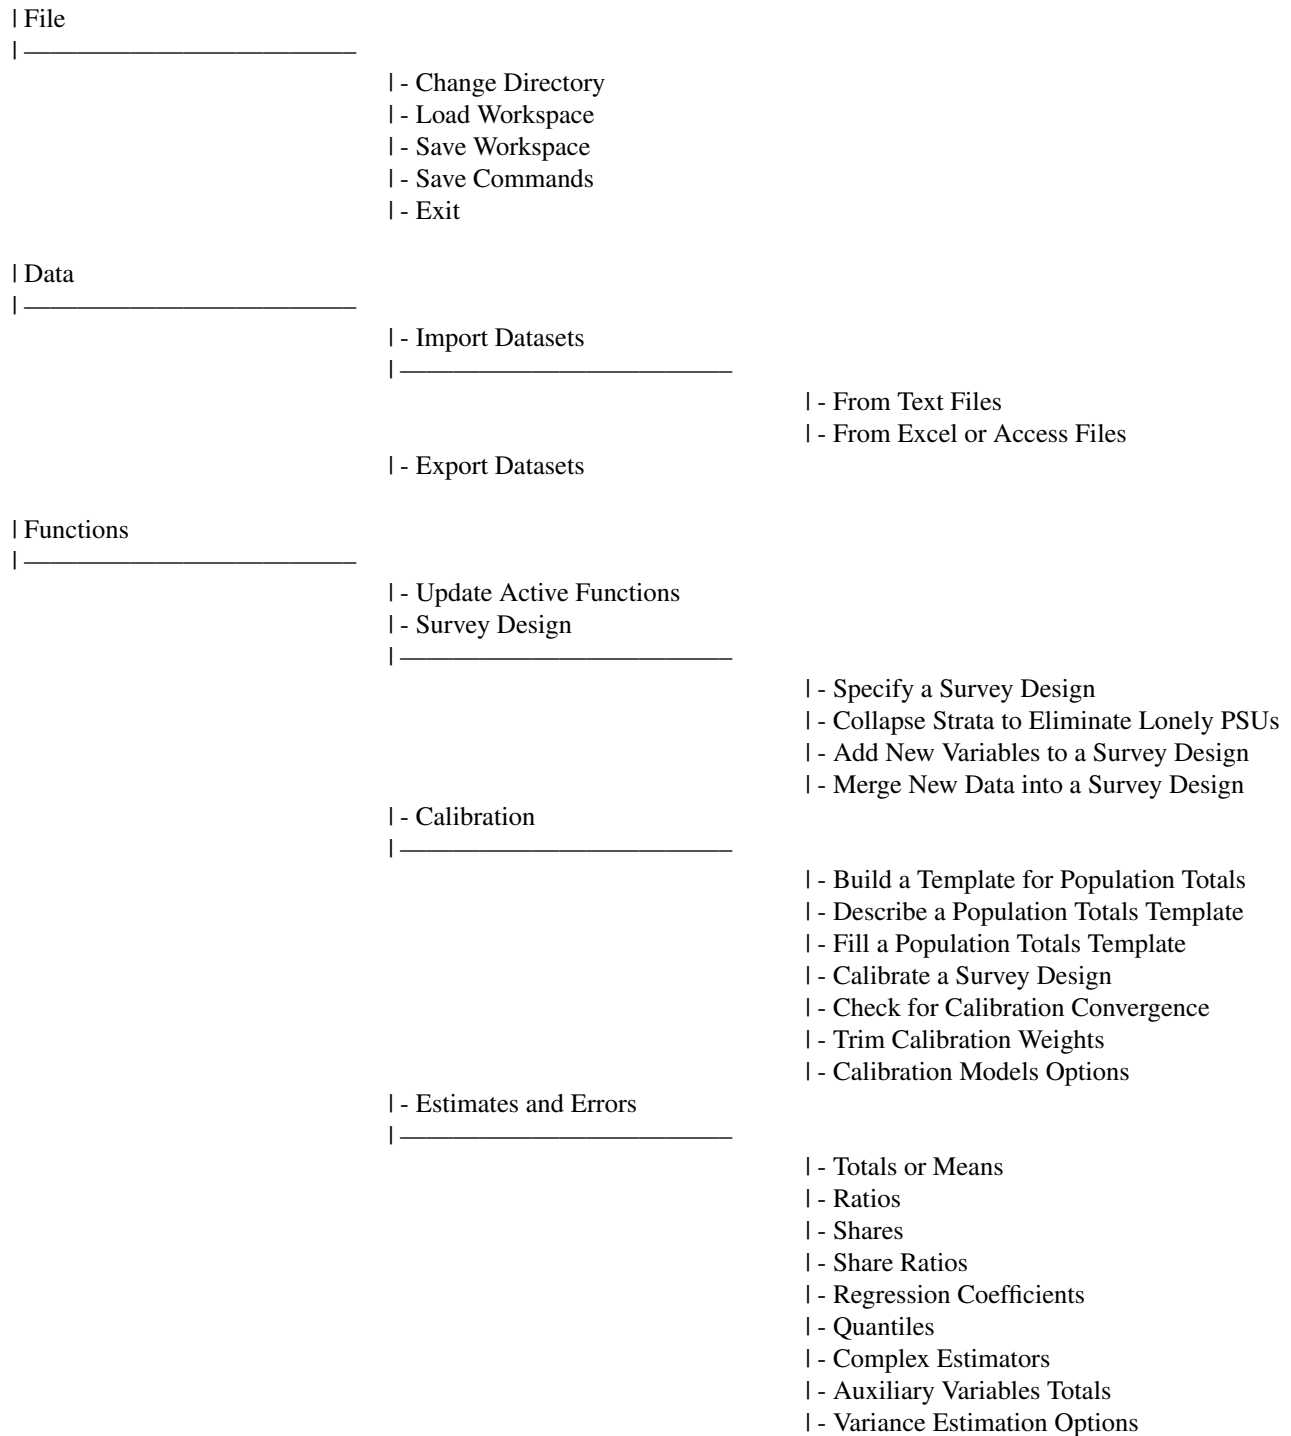 | File
| —————————————
| - Change Directory
| - Load Workspace
| - Save Workspace
| - Save Commands
| - Exit
| Data
| —————————————
| - Import Datasets
| —————————————
| - From Text Files
| - From Excel or Access Files
| - Export Datasets
| Functions
| —————————————
| - Update Active Functions
| - Survey Design
| —————————————
| - Specify a Survey Design
| - Collapse Strata to Eliminate Lonely PSUs
| - Add New Variables to a Survey Design
| - Merge New Data into a Survey Design
| - Calibration
| —————————————
| - Build a Template for Population Totals
| - Describe a Population Totals Template
| - Fill a Population Totals Template
| - Calibrate a Survey Design
| - Check for Calibration Convergence
| - Trim Calibration Weights
| - Calibration Models Options
| - Estimates and Errors
| —————————————
| - Totals or Means
| - Ratios
| - Shares
| - Share Ratios
| - Regression Coefficients
| - Quantiles
| - Complex Estimators
| - Auxiliary Variables Totals
| - Variance Estimation Options